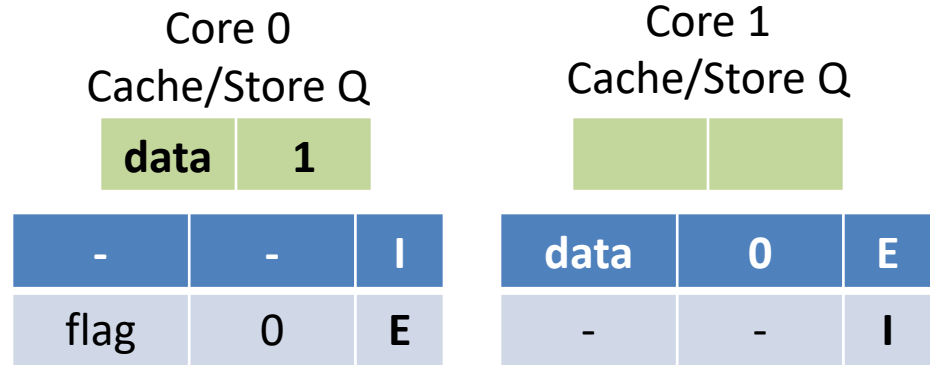 Core 0
Cache/Store Q
data 1
- - I
flag 0 E
Core 1
Cache/Store Q
data 0 E
- - I